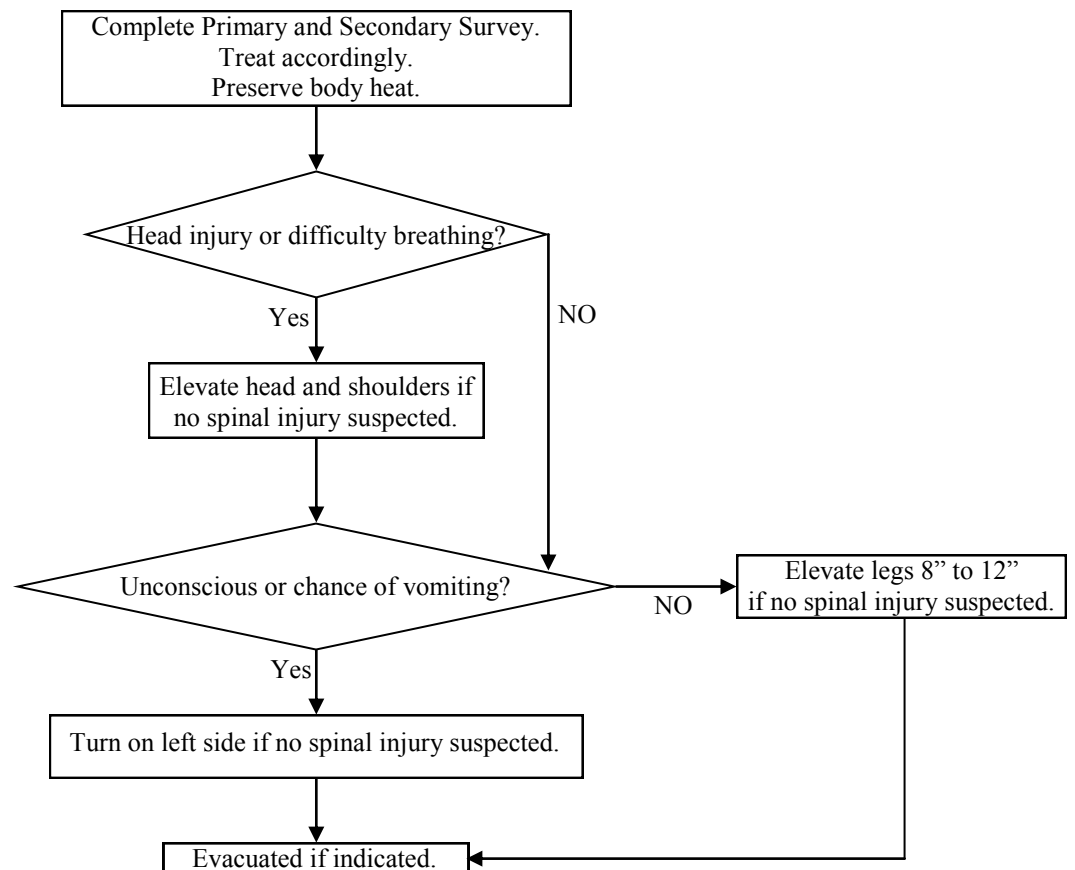 Complete Primary and Secondary Survey.
Treat accordingly.
Preserve body heat.
Head injury or difficulty breathing?
Yes
NO
Elevate head and shoulders if
no spinal injury suspected.
Unconscious or chance of vomiting?
NO
Elevate legs 8” to 12”
if no spinal injury suspected.
Yes
Turn on left side if no spinal injury suspected.
Evacuated if indicated.